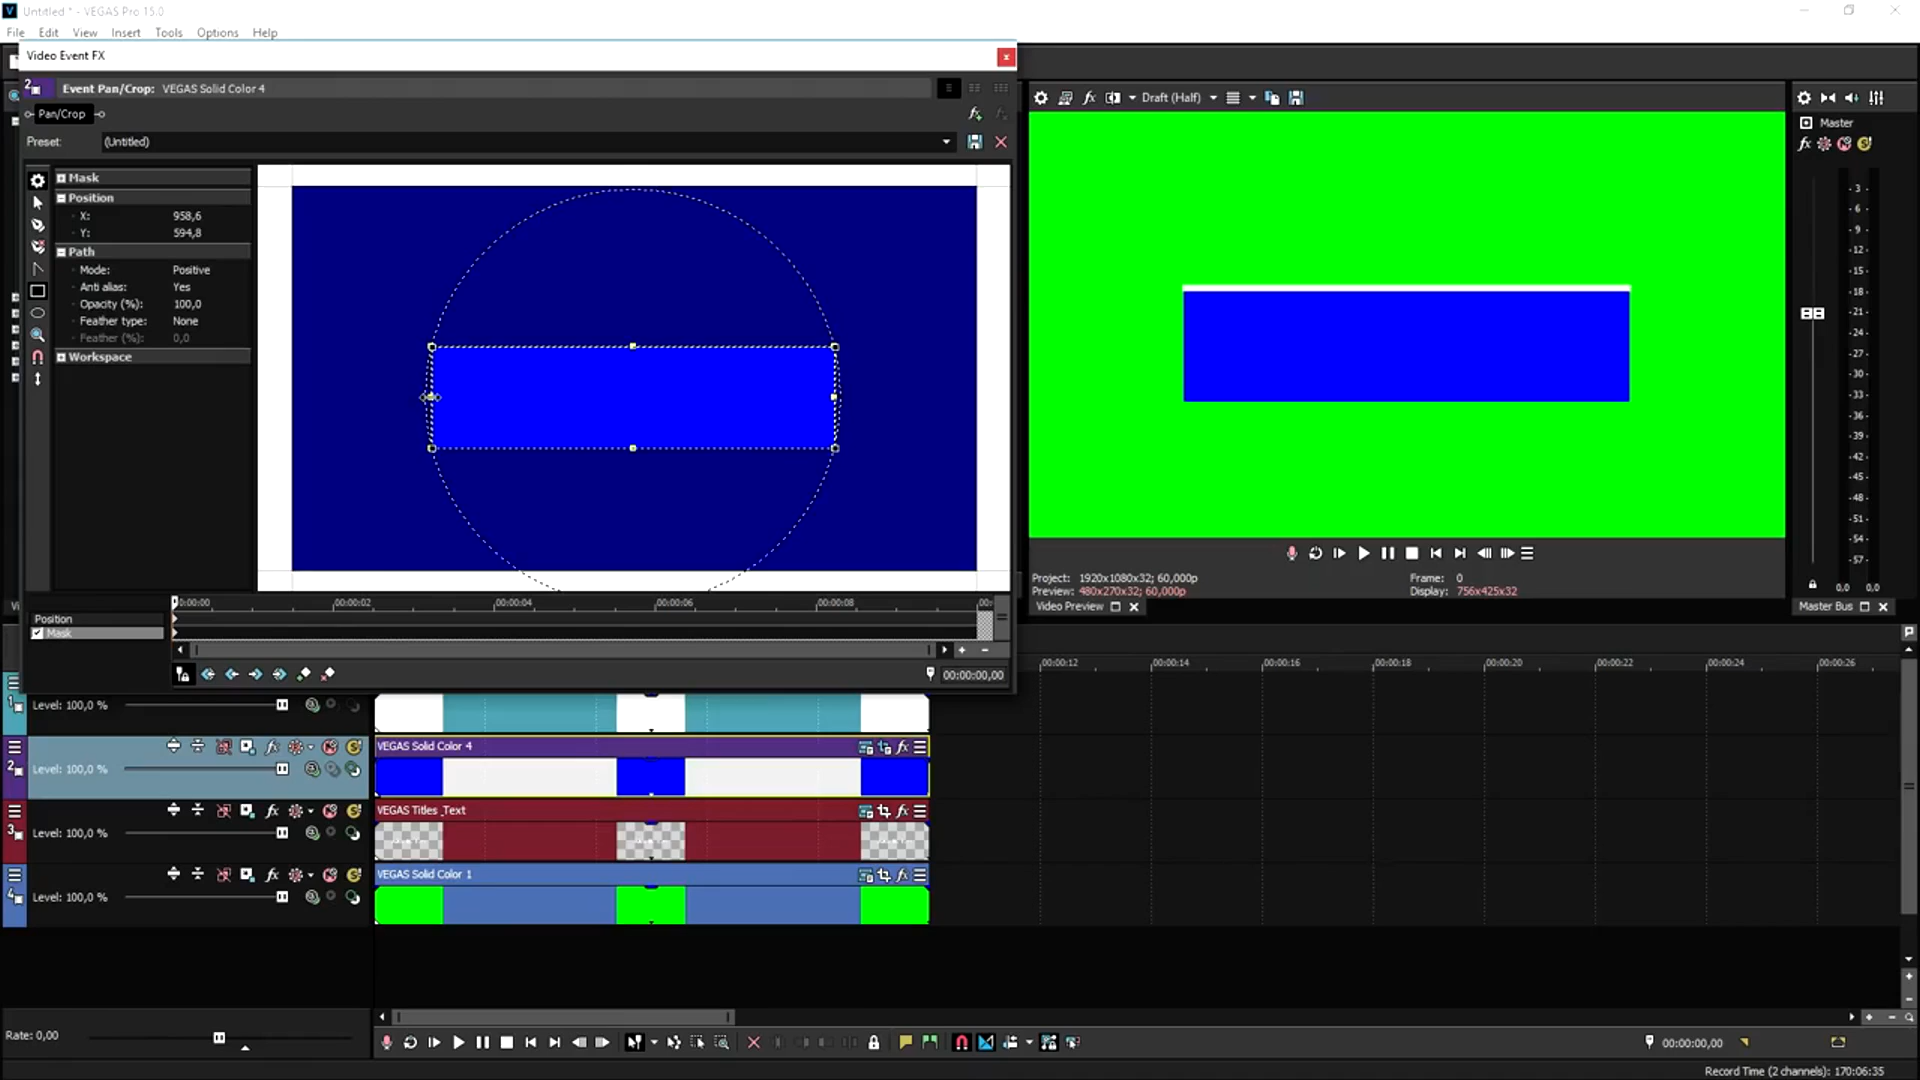 Untitled * - VEGAS Pro 15.0
File Edit View Insert Tools Options Help
Video Event FX
Event Pan/Crop: VEGAS Solid Color 4
Pan/Crop
Preset: (Untitled)
Mask
Position
X: 958,6
Y: 594,8
Path
Mode: Positive
Anti alias: Yes
Opacity (%): 100,0
Feather type: None
Feather (%): 0,0
Workspace
00:00:02 00:00:04 00:00:06 00:00:08
Position
Mask
00:00:00,00
Draft (Half)
Project: 1920x1080x32; 60,000p
Preview: 480x270x32; 60,000p
Frame: 0
Display: 756x425x32
Video Preview
Master
- 3 -
- 6 -
- 9 -
-12-
-15-
-18-
-21-
-24-
-27-
-30-
-33-
-36-
-39-
-42-
-45-
-48-
-51-
-54-
-57-
0,0 0,0
Master Bus
00:00:12 00:00:14 00:00:16 00:00:18 00:00:20 00:00:22 00:00:24 00:00:26
1 Level: 100,0 %
2 Level: 100,0 %
VEGAS Solid Color 4
3 Level: 100,0 %
VEGAS Titles_Text
4 Level: 100,0 %
VEGAS Solid Color 1
Rate: 0,00
00:00:00,00
Record Time (2 channels): 170:06:35